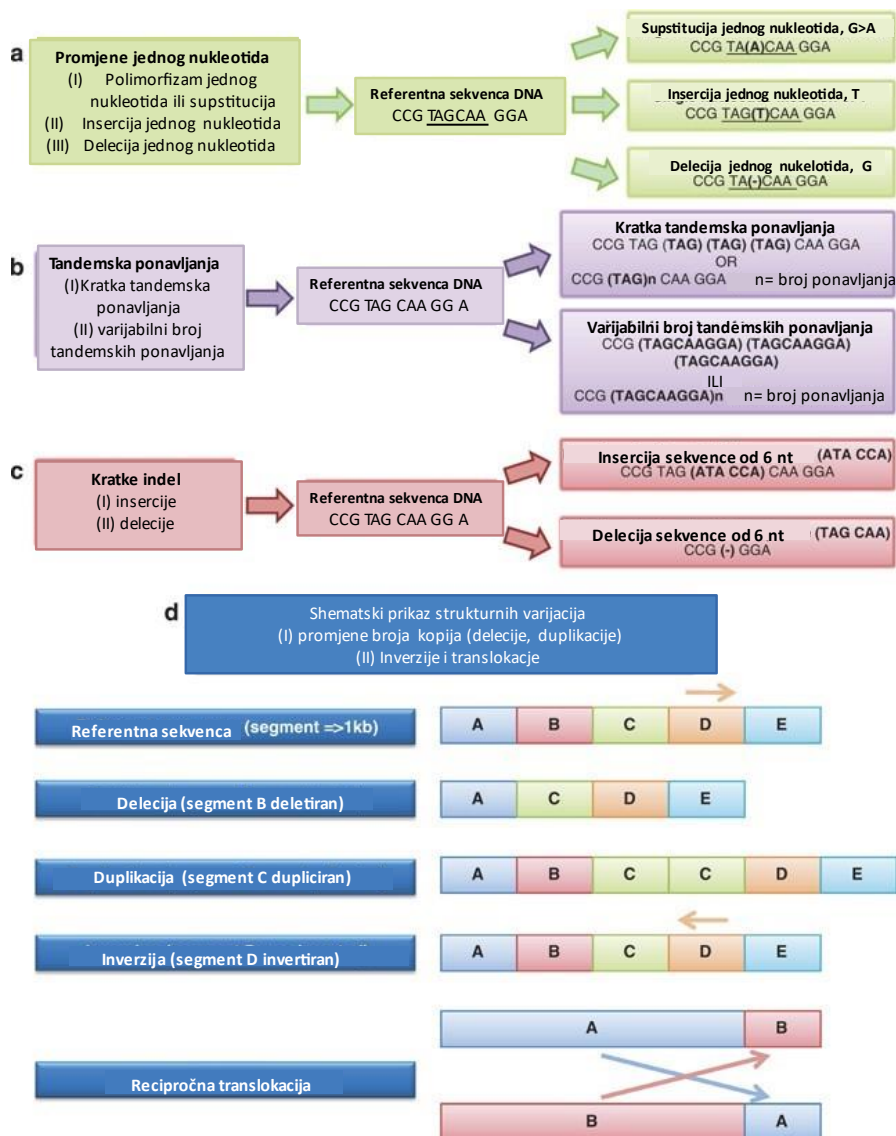 a
Promjene jednog nukleotida
(I) Polimorfizam jednog
nukleotida ili supstitucija
(II) Insercija jednog nukleotida
(III) Delecija jednog nukleotida
Referentna sekvenca DNA
CCG TAGCAA GGA
Supstitucija jednog nukleotida, G>A
CCG TA(A)CAA GGA
Insercija jednog nukleotida, T
CCG TAG(T)CAA GGA
Delecija jednog nukelotida, G
CCG TA(-)CAA GGA
b
Tandemska ponavljanja
(I)Kratka tandemska
ponavljanja
(II) varijabilni broj
tandemskih ponavljanja
Referentna sekvenca DNA
CCG TAG CAA GG A
Kratka tandemska ponavljanja
CCG TAG (TAG) (TAG) (TAG) CAA GGA
OR
CCG (TAG)n CAA GGA n= broj ponavljanja
Varijabilni broj tandemskih ponavljanja
CCG (TAGCAAGGA) (TAGCAAGGA)
(TAGCAAGGA)
ILI
CCG (TAGCAAGGA)n n= broj ponavljanja
c
Kratke indel
(I) insercije
(II) delecije
Referentna sekvenca DNA
CCG TAG CAA GG A
Insercija sekvence od 6 nt (ATA CCA)
CCG TAG (ATA CCA) CAA GGA
Delecija sekvence od 6 nt (TAG CAA)
CCG (-) GGA
d
Shematski prikaz strukturnih varijacija
(I) promjene broja kopija (delecije, duplikacije)
(II) Inverzije i translokacje
Referentna sekvenca (segment =>1kb)
A B C D E
Delecija (segment B deletiran)
A C D E
Duplikacija (segment C dupliciran)
A B C C D E
Inverzija (segment D invertiran)
A B C D E
Recipročna translokacija
A B
B A